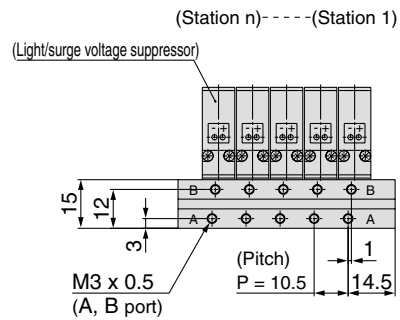 (Station n)-----(Station 1)
(Light/surge voltage suppressor)
- + - + - + - + - +
B B
15
12
3
A A
M3 x 0.5
(A, B port)
(Pitch)
P = 10.5
1
14.5